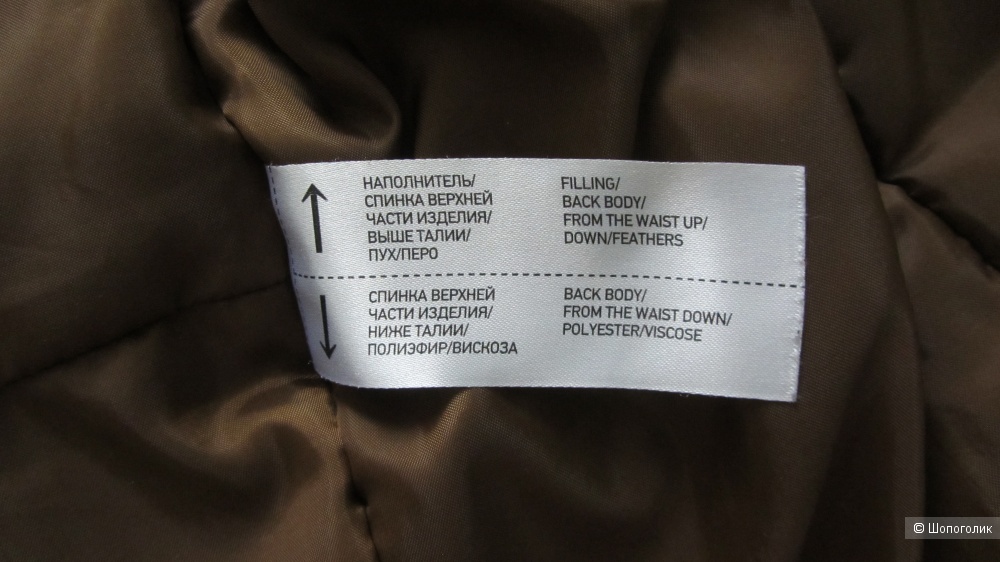 НАПОЛНИТЕЛЬ/
СПИНКА ВЕРХНЕЙ
ЧАСТИ ИЗДЕЛИЯ/
ВЫШЕ ТАЛИИ/
ПУХ/ПЕРО
FILLING/
BACK BODY/
FROM THE WAIST UP/
DOWN/FEATHERS
СПИНКА ВЕРХНЕЙ
ЧАСТИ ИЗДЕЛИЯ/
НИЖЕ ТАЛИИ/
ПОЛИЭФИР/ВИСКОЗА
BACK BODY/
FROM THE WAIST DOWN/
POLYESTER/VISCOSE
© Шопоголик